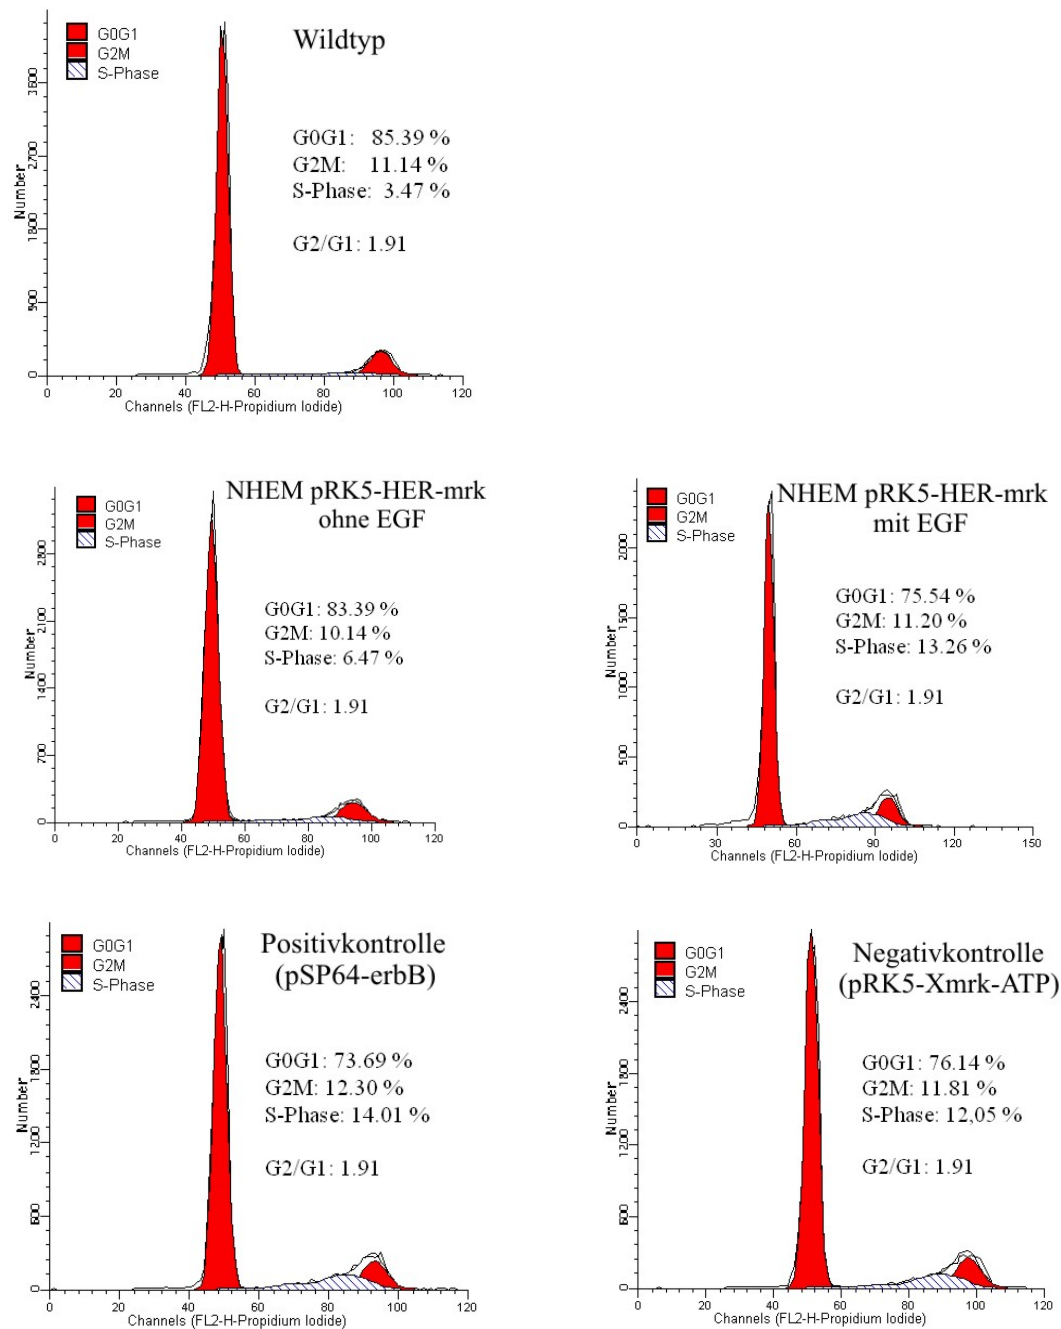 Wildtyp
G0G1
G2M
S-Phase
G0G1: 85.39 %
G2M: 11.14 %
S-Phase: 3.47 %
G2/G1: 1.91
Number
0 900 1800 2700 3600
0 20 40 60 80 100 120
Channels (FL2-H-Propidium Iodide)
NHEM pRK5-HER-mrk
ohne EGF
G0G1
G2M
S-Phase
G0G1: 83.39 %
G2M: 10.14 %
S-Phase: 6.47 %
G2/G1: 1.91
Number
0 700 1400 2100 2800
0 20 40 60 80 100 120
Channels (FL2-H-Propidium Iodide)
NHEM pRK5-HER-mrk
mit EGF
G0G1
G2M
S-Phase
G0G1: 75.54 %
G2M: 11.20 %
S-Phase: 13.26 %
G2/G1: 1.91
Number
0 500 1000 1500 2000
0 30 60 90 120 150
Channels (FL2-H-Propidium Iodide)
Positivkontrolle
(pSP64-erbB)
G0G1
G2M
S-Phase
G0G1: 73.69 %
G2M: 12.30 %
S-Phase: 14.01 %
G2/G1: 1.91
Number
0 600 1200 1800 2400
0 20 40 60 80 100 120
Channels (FL2-H-Propidium Iodide)
Negativkontrolle
(pRK5-Xmrk-ATP)
G0G1
G2M
S-Phase
G0G1: 76.14 %
G2M: 11.81 %
S-Phase: 12,05 %
G2/G1: 1.91
Number
0 600 1200 1800 2400
0 20 40 60 80 100 120
Channels (FL2-H-Propidium Iodide)